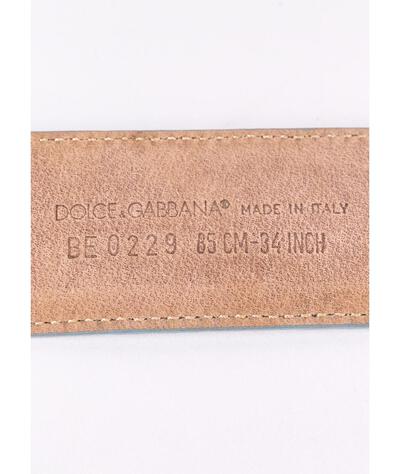 DOLCE&GABBANA® MADE IN ITALY
BE 0229 85 CM-34 INCH